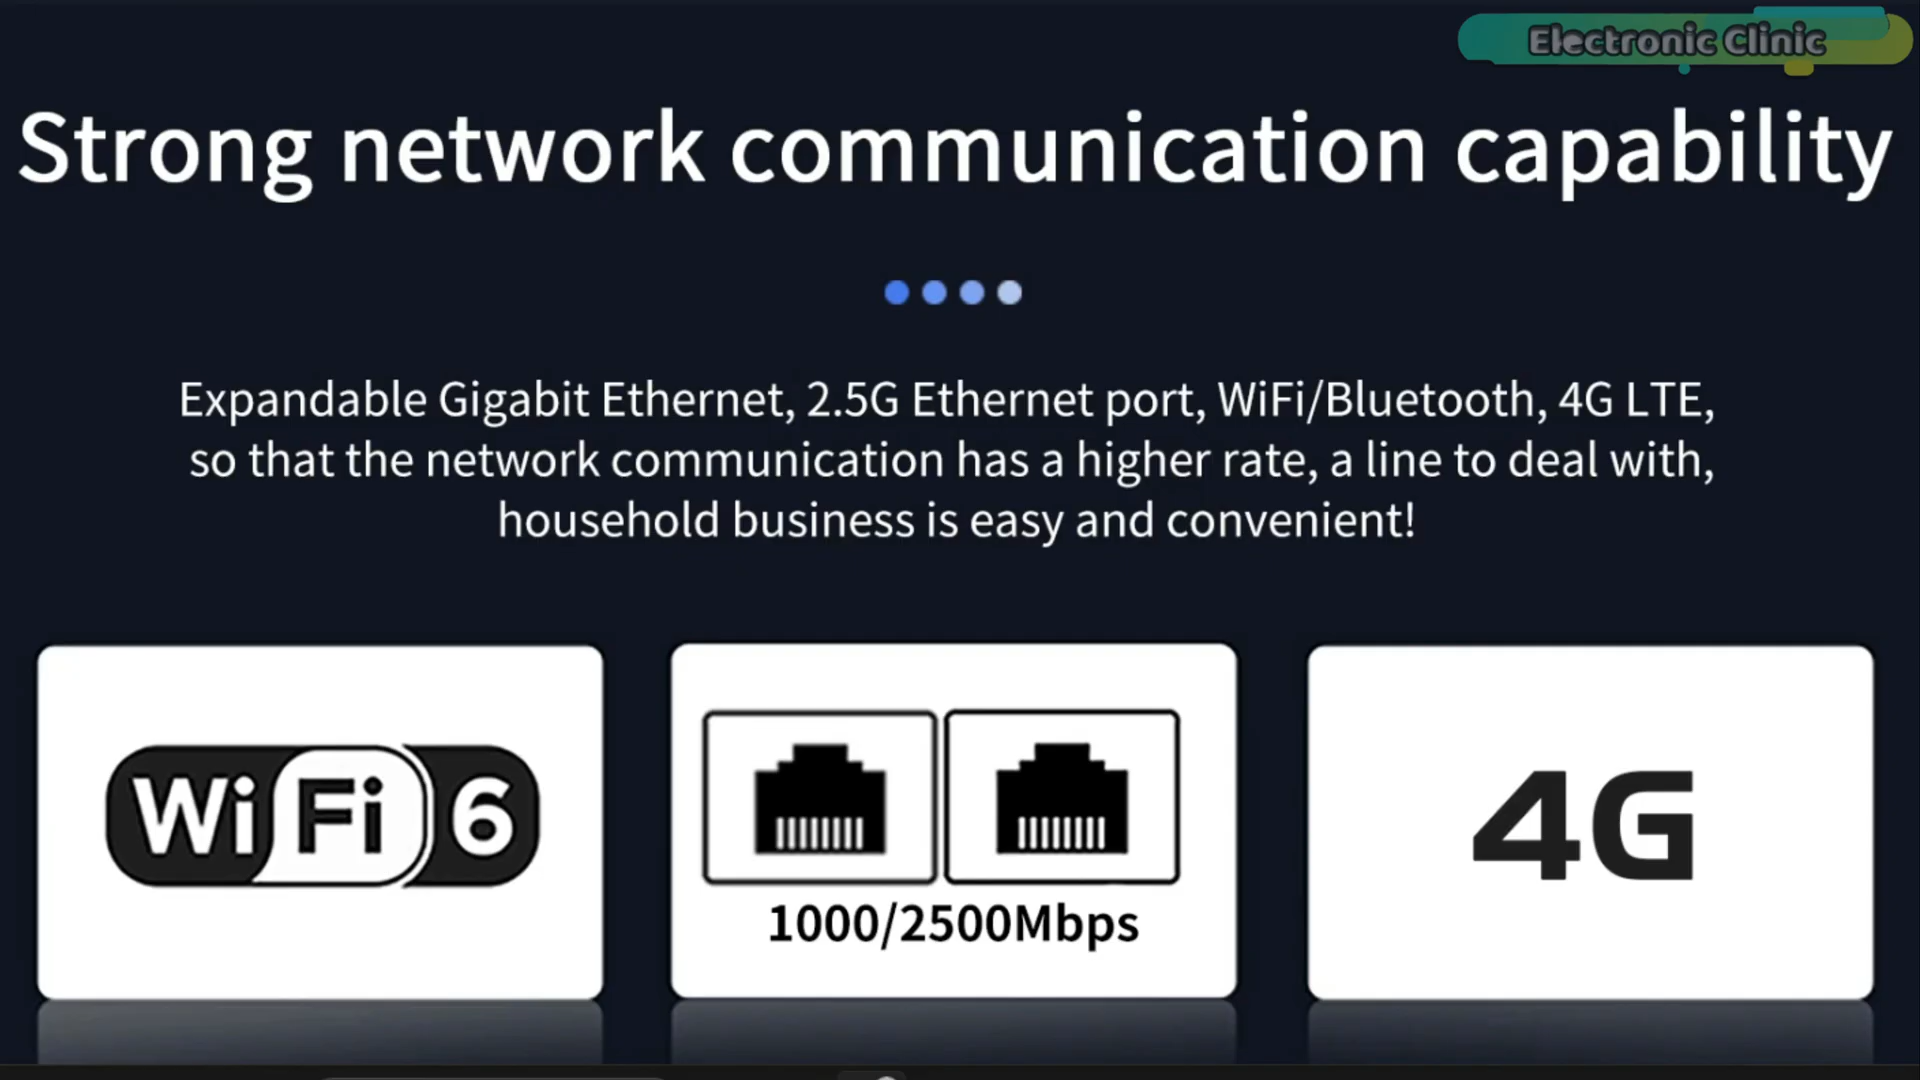 Electronic Clinic
Strong network communication capability
Expandable Gigabit Ethernet, 2.5G Ethernet port, WiFi/Bluetooth, 4G LTE,
so that the network communication has a higher rate, a line to deal with,
household business is easy and convenient!
WiFi 6
1000/2500Mbps
4G